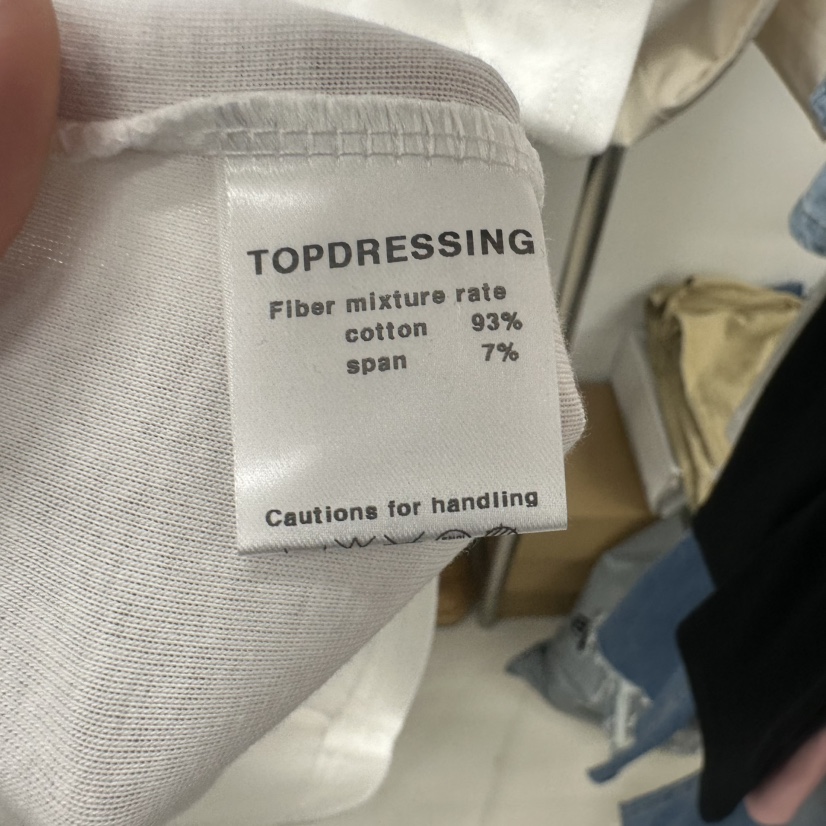 TOPDRESSING
Fiber mixture rate
cotton 93%
span 7%
Cautions for handling